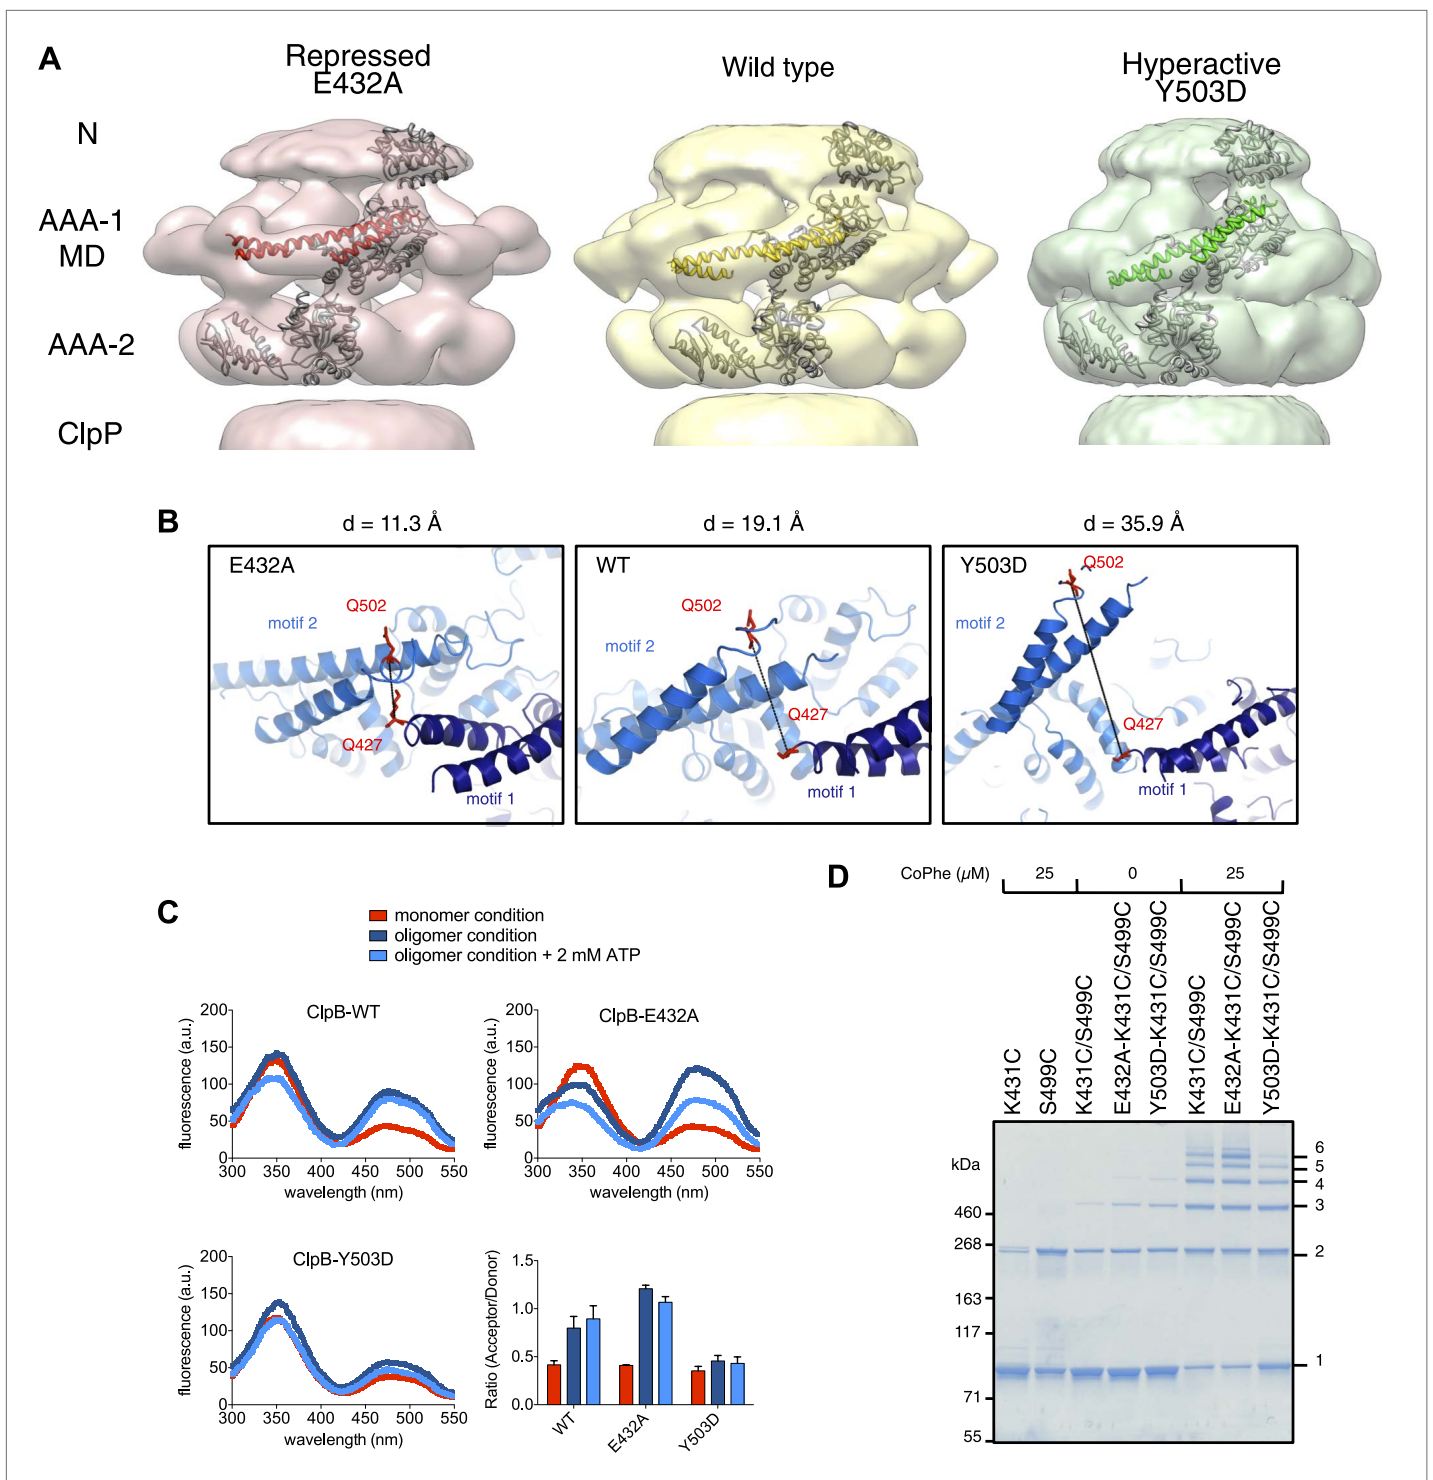 A
Repressed
E432A
Wild type
Hyperactive
Y503D
N
AAA-1
MD
AAA-2
ClpP
B
d = 11.3 Å
d = 19.1 Å
d = 35.9 Å
E432A
Q502
motif 2
Q427
motif 1
WT
Q502
motif 2
Q427
motif 1
Y503D
Q502
motif 2
Q427
motif 1
C
monomer condition
oligomer condition
oligomer condition + 2 mM ATP
ClpB-WT
fluorescence (a.u.)
200
150
100
50
0
300 350 400 450 500 550
wavelength (nm)
ClpB-E432A
fluorescence (a.u.)
200
150
100
50
0
300 350 400 450 500 550
wavelength (nm)
ClpB-Y503D
fluorescence (a.u.)
200
150
100
50
0
300 350 400 450 500 550
wavelength (nm)
Ratio (Acceptor/Donor)
1.5
1.0
0.5
0.0
WT
E432A
Y503D
D
CoPhe (µM) 25 0 25
K431C
S499C
K431C/S499C
E432A-K431C/S499C
Y503D-K431C/S499C
K431C/S499C
E432A-K431C/S499C
Y503D-K431C/S499C
kDa
460
268
163
117
71
55
6
5
4
3
2
1